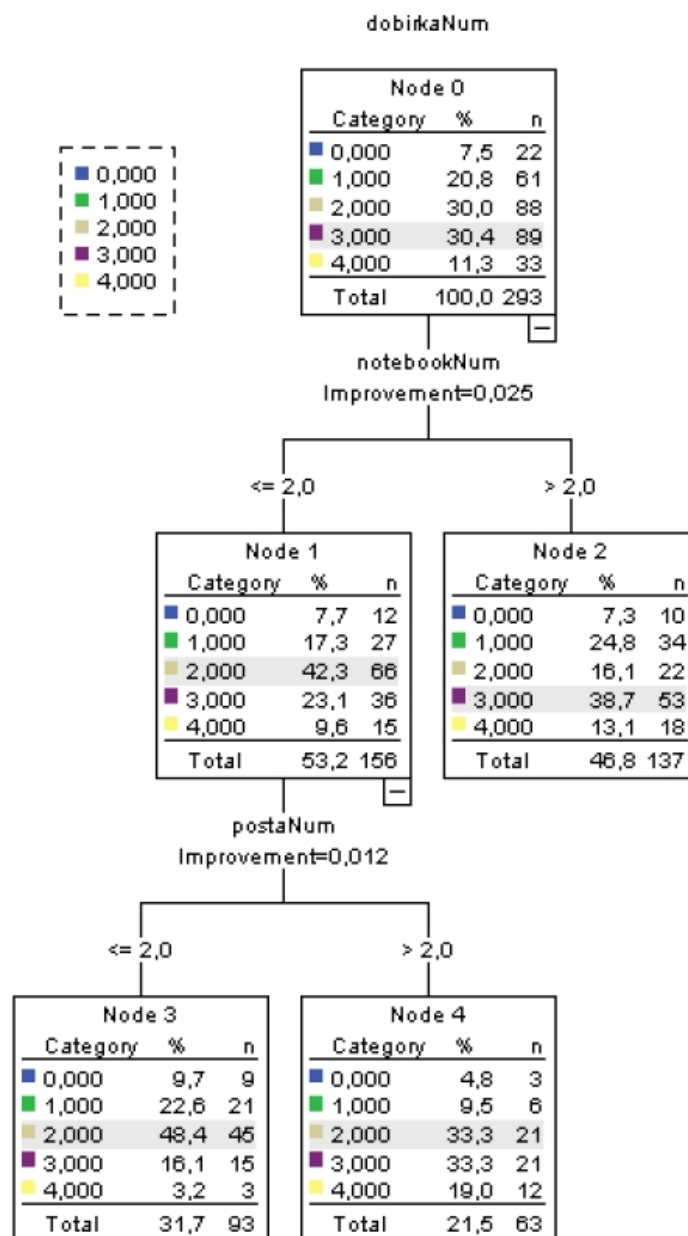 dobirkaNum
Node 0
Category % n
0,000 7,5 22
1,000 20,8 61
2,000 30,0 88
3,000 30,4 89
4,000 11,3 33
Total 100,0 293
0,000
1,000
2,000
3,000
4,000
notebookNum
Improvement=0,025
<= 2,0
> 2,0
Node 1
Category % n
0,000 7,7 12
1,000 17,3 27
2,000 42,3 66
3,000 23,1 36
4,000 9,6 15
Total 53,2 156
Node 2
Category % n
0,000 7,3 10
1,000 24,8 34
2,000 16,1 22
3,000 38,7 53
4,000 13,1 18
Total 46,8 137
postaNum
Improvement=0,012
<= 2,0
> 2,0
Node 3
Category % n
0,000 9,7 9
1,000 22,6 21
2,000 48,4 45
3,000 16,1 15
4,000 3,2 3
Total 31,7 93
Node 4
Category % n
0,000 4,8 3
1,000 9,5 6
2,000 33,3 21
3,000 33,3 21
4,000 19,0 12
Total 21,5 63